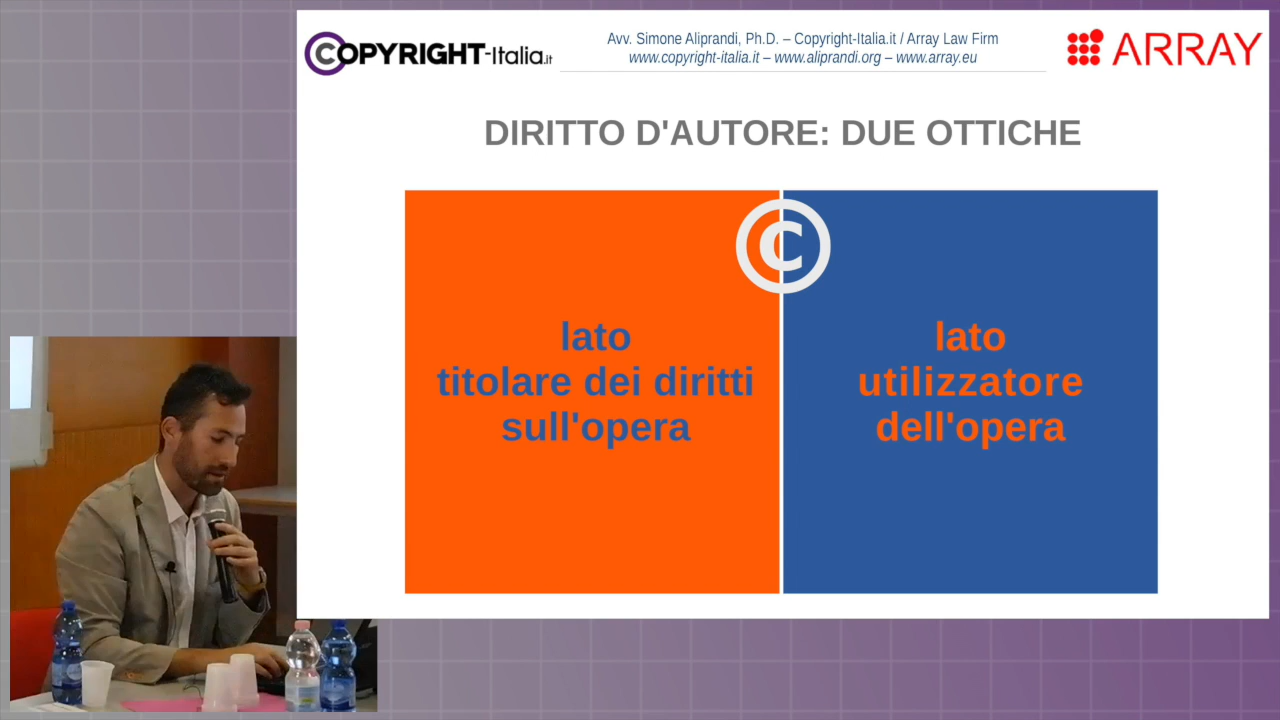 COPYRIGHT-Italia.it
Avv. Simone Aliprandi, Ph.D. – Copyright-Italia.it / Array Law Firm
www.copyright-italia.it – www.aliprandi.org – www.array.eu
ARRAY
DIRITTO D'AUTORE: DUE OTTICHE
©
lato
titolare dei diritti
sull'opera
lato
utilizzatore
dell'opera